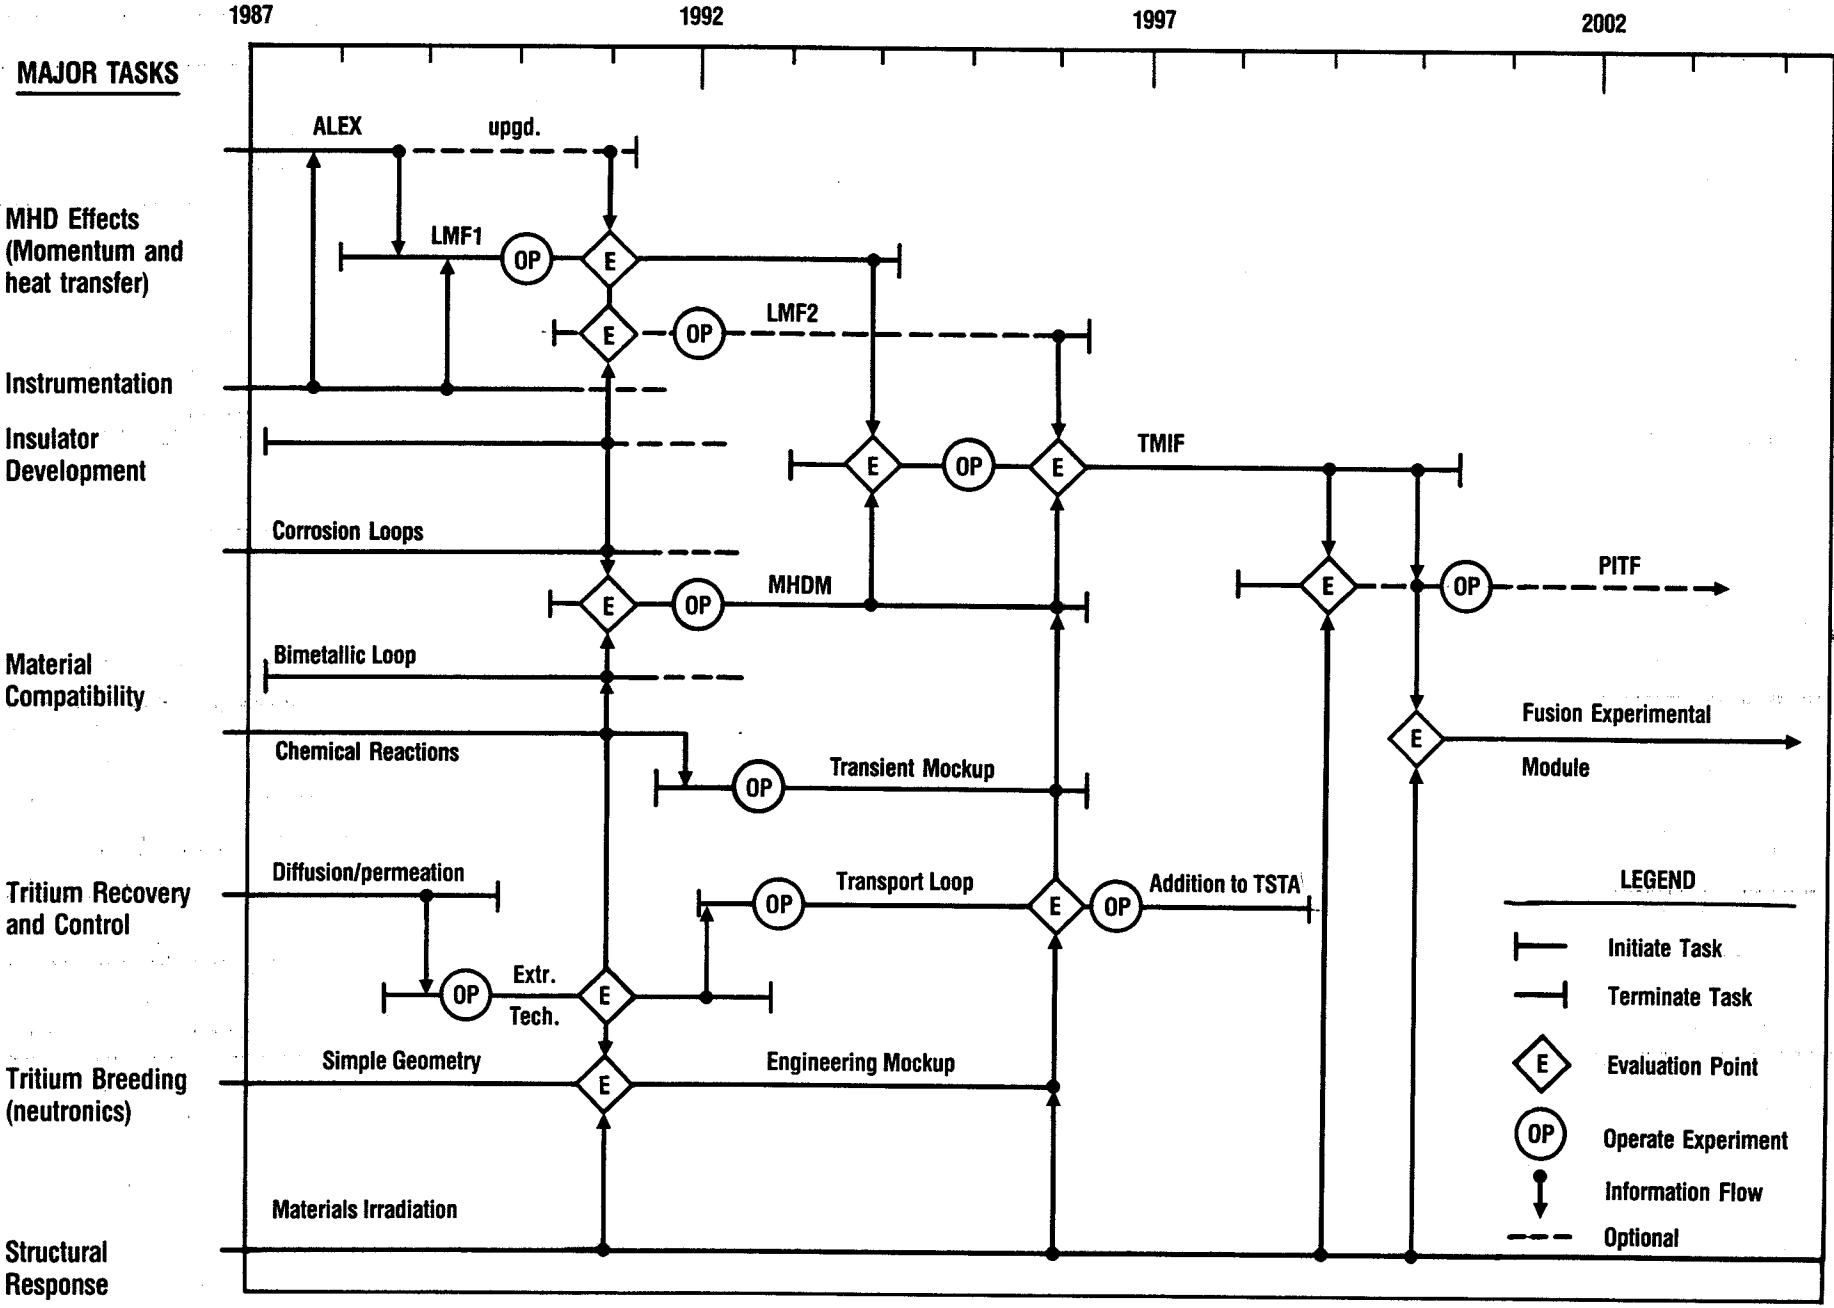 1987 1992 1997 2002
MAJOR TASKS
ALEX upgd.
MHD Effects
(Momentum and
heat transfer)
LMF1 OP E
E OP LMF2
Instrumentation
Insulator
Development
E OP E TMIF
Corrosion Loops
E OP MHDM
E OP PITF
Material
Compatibility
Bimetallic Loop
Chemical Reactions
E Fusion Experimental
Module
OP Transient Mockup
Tritium Recovery
and Control
Diffusion/permeation
OP Transport Loop E OP Addition to TSTA
OP Extr.
Tech. E
Tritium Breeding
(neutronics)
Simple Geometry E Engineering Mockup
Materials Irradiation
Structural
Response
LEGEND
Initiate Task
Terminate Task
E Evaluation Point
OP Operate Experiment
Information Flow
Optional